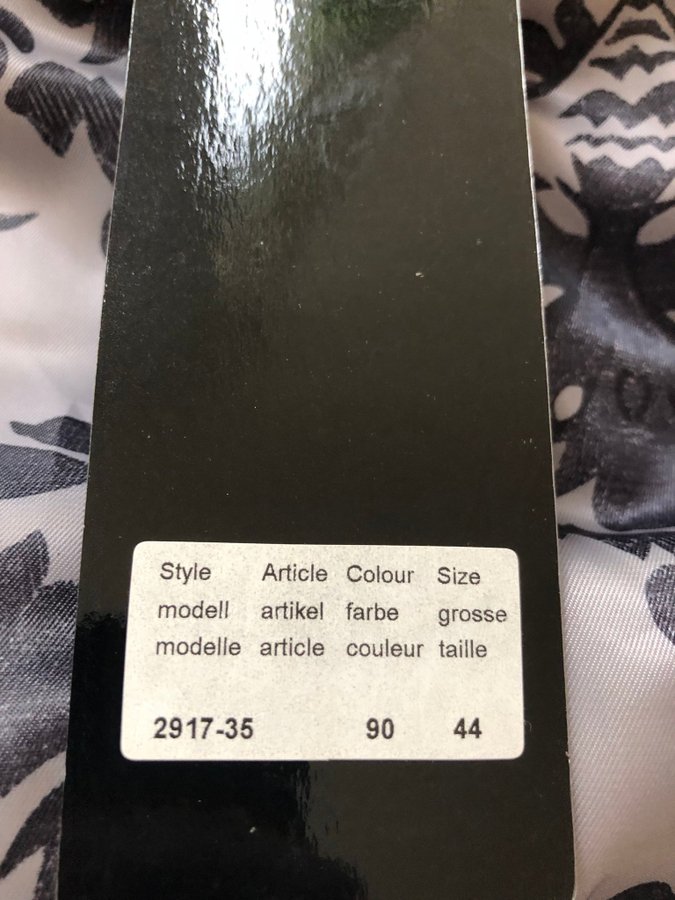 Style Article Colour Size
modell artikel farbe grosse
modelle article couleur taille
2917-35 90 44